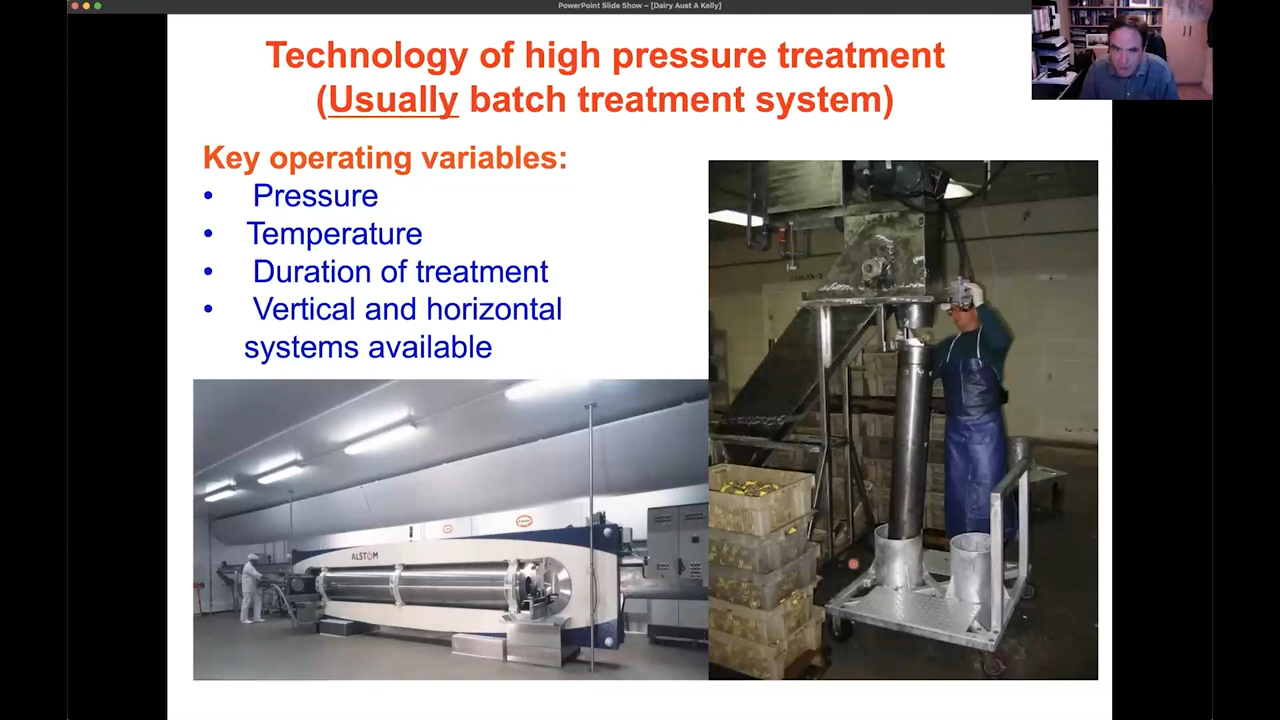 PowerPoint Slide Show – [Dairy Aust A Kelly]
Technology of high pressure treatment
(Usually batch treatment system)
Key operating variables:
• Pressure
• Temperature
• Duration of treatment
• Vertical and horizontal
systems available
ALSTOM